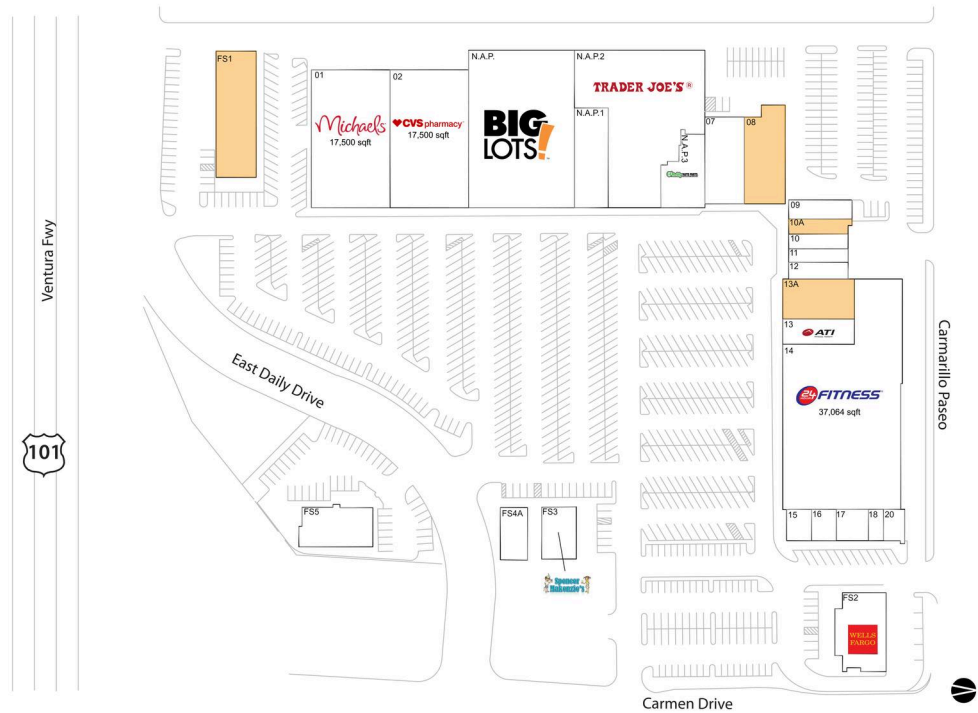 FS1
01
Michaels
17,500 sqft
02
CVS pharmacy
17,500 sqft
N.A.P.
BIG
LOTS!
N.A.P.2
TRADER JOE'S®
N.A.P.1
N.A.P.3
07
08
09
10A
10
11
12
13A
13
ATI
14
24 FITNESS
37,064 sqft
15
16
17
18
20
Ventura Fwy
101
East Daily Drive
Carmarillo Paseo
FS5
FS4A
FS3
Spencer
Makenzie's
FS2
WELLS
FARGO
Carmen Drive